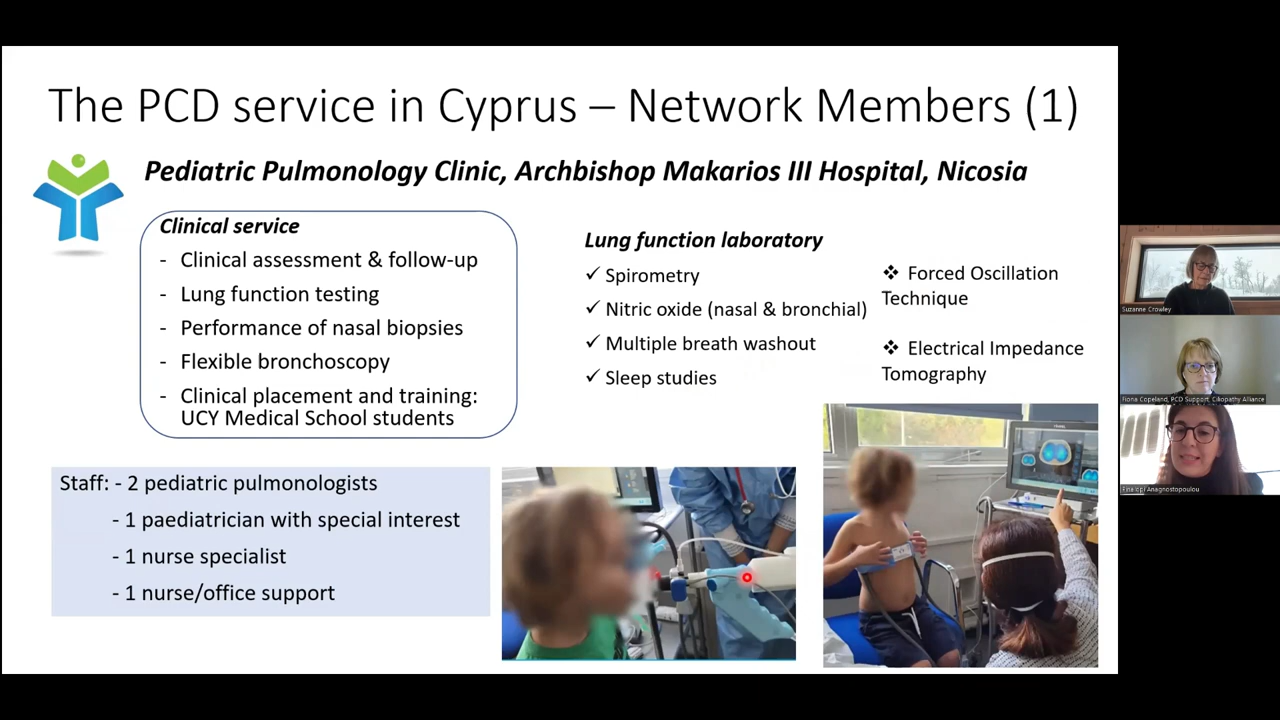 The PCD service in Cyprus – Network Members (1)
Pediatric Pulmonology Clinic, Archbishop Makarios III Hospital, Nicosia
Clinical service
- Clinical assessment & follow-up
- Lung function testing
- Performance of nasal biopsies
- Flexible bronchoscopy
- Clinical placement and training:
UCY Medical School students
Lung function laboratory
✓ Spirometry
✓ Nitric oxide (nasal & bronchial)
✓ Multiple breath washout
✓ Sleep studies
❖ Forced Oscillation
Technique
❖ Electrical Impedance
Tomography
Staff: - 2 pediatric pulmonologists
- 1 paediatrician with special interest
- 1 nurse specialist
- 1 nurse/office support
Suzanne Crowley
Fiona Copeland, PCD Support, Ciliopathy Alliance
Pinelopi Anagnostopoulou